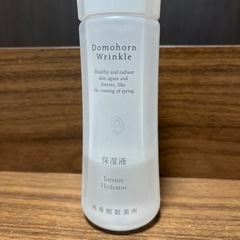 Domohorn
Wrinkle
Healthy and radiant
skin again and
forever, like
the coming of spring.
保湿液
Intense
Hydrator
再春館製薬所